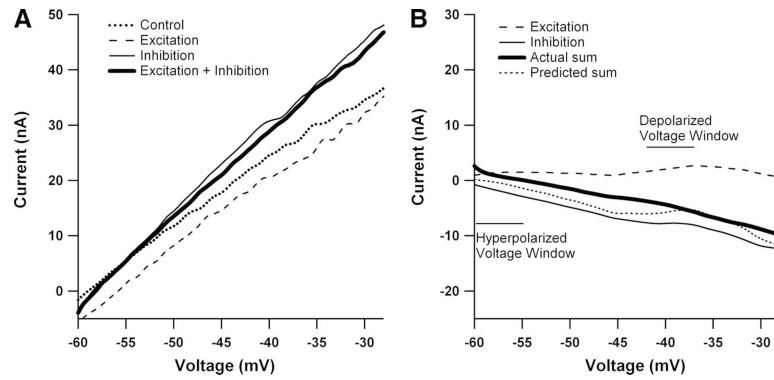 A
Control
Excitation
Inhibition
Excitation + Inhibition
50
40
30
20
10
0
Current (nA)
-60
-55
-50
-45
-40
-35
-30
Voltage (mV)
B
Excitation
Inhibition
Actual sum
Predicted sum
30
20
10
0
-10
-20
Current (nA)
Depolarized
Voltage Window
Hyperpolarized
Voltage Window
-60
-55
-50
-45
-40
-35
-30
Voltage (mV)